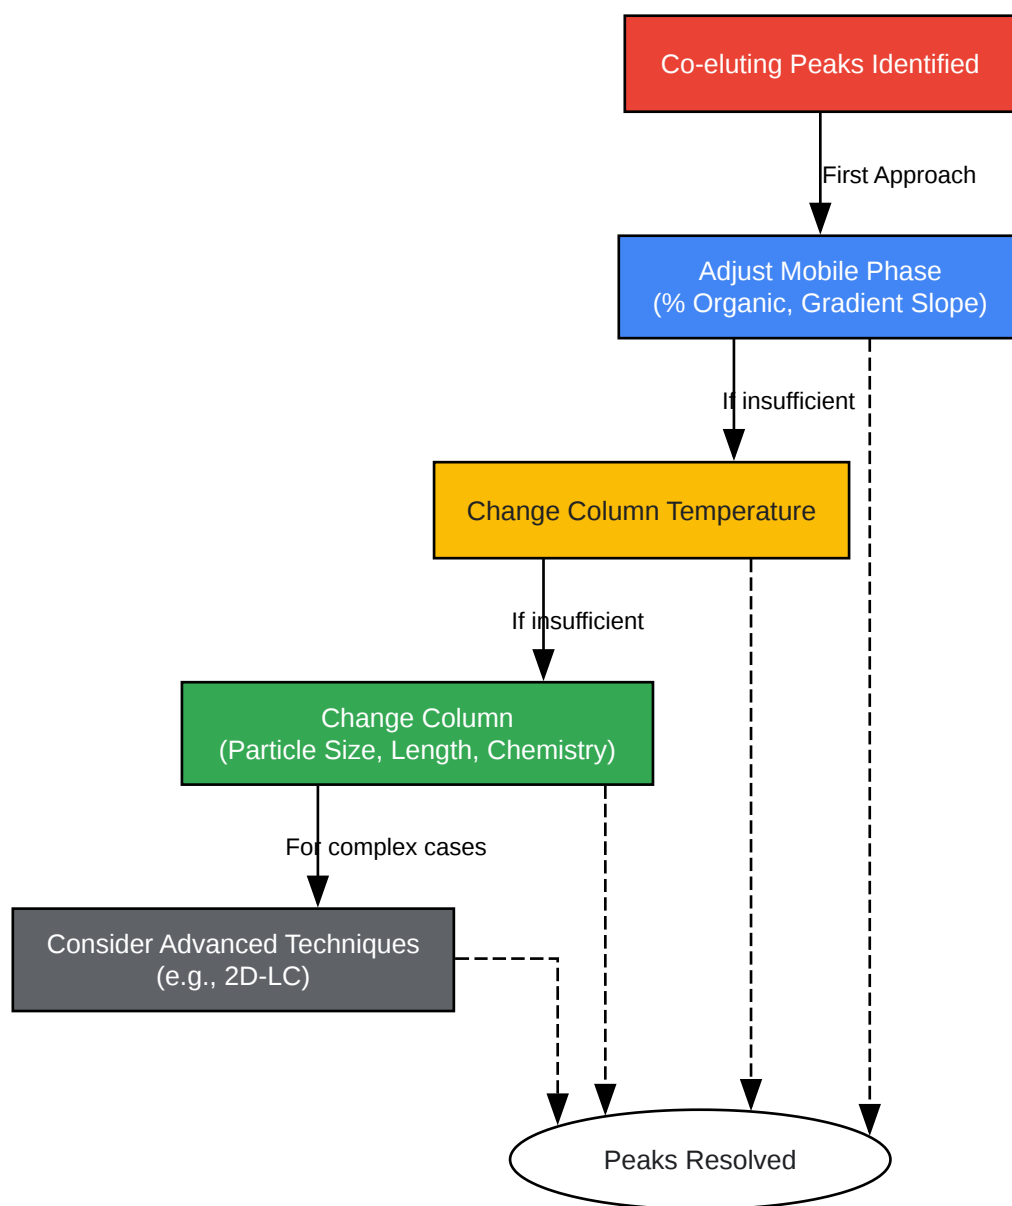 Co-eluting Peaks Identified
First Approach
Adjust Mobile Phase
(% Organic, Gradient Slope)
If insufficient
Change Column Temperature
If insufficient
Change Column
(Particle Size, Length, Chemistry)
For complex cases
Consider Advanced Techniques
(e.g., 2D-LC)
Peaks Resolved